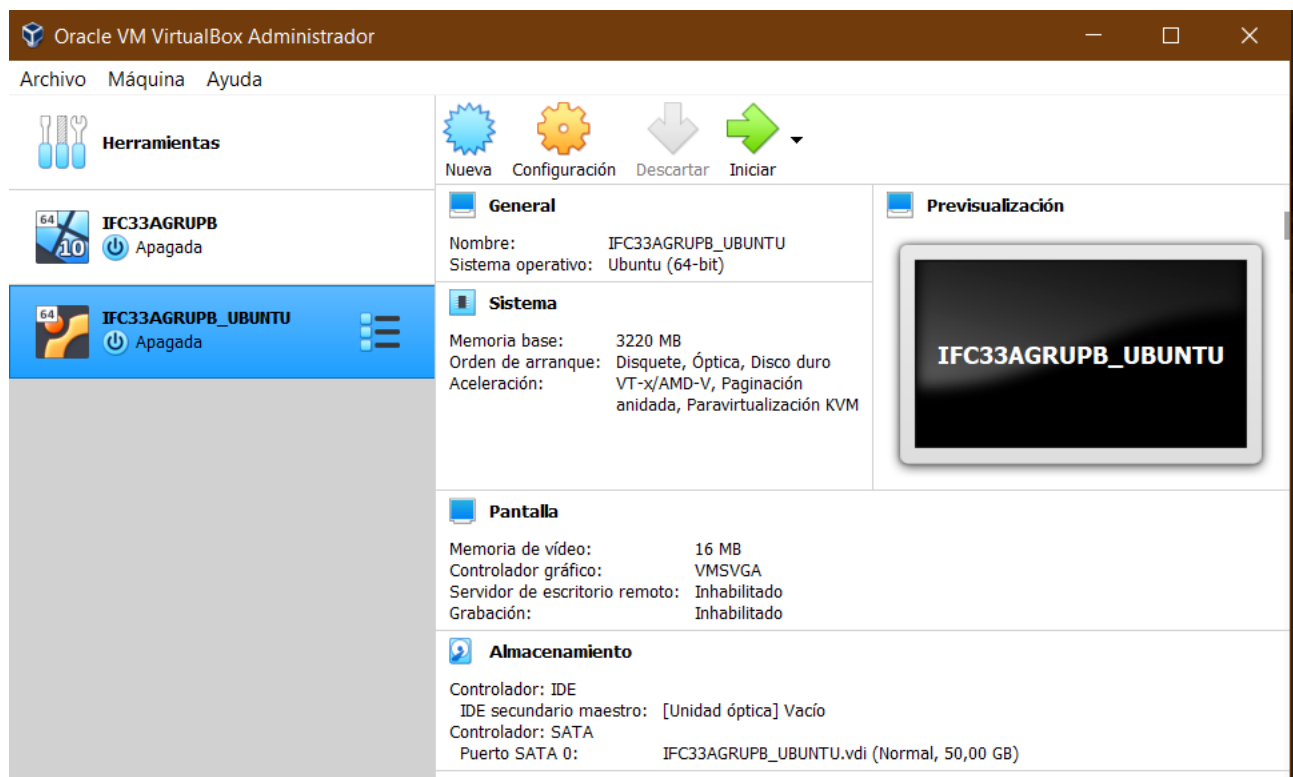 Oracle VM VirtualBox Administrador
Archivo Máquina Ayuda
Herramientas
Nueva Configuración Descartar Iniciar
64
10
IFC33AGRUPB
Apagada
64
IFC33AGRUPB_UBUNTU
Apagada
General
Nombre: IFC33AGRUPB_UBUNTU
Sistema operativo: Ubuntu (64-bit)
Previsualización
IFC33AGRUPB_UBUNTU
Sistema
Memoria base: 3220 MB
Orden de arranque: Disquete, Óptica, Disco duro
Aceleración: VT-x/AMD-V, Paginación
anidada, Paravirtualización KVM
Pantalla
Memoria de vídeo: 16 MB
Controlador gráfico: VMSVGA
Servidor de escritorio remoto: Inhabilitado
Grabación: Inhabilitado
Almacenamiento
Controlador: IDE
IDE secundario maestro: [Unidad óptica] Vacío
Controlador: SATA
Puerto SATA 0: IFC33AGRUPB_UBUNTU.vdi (Normal, 50,00 GB)